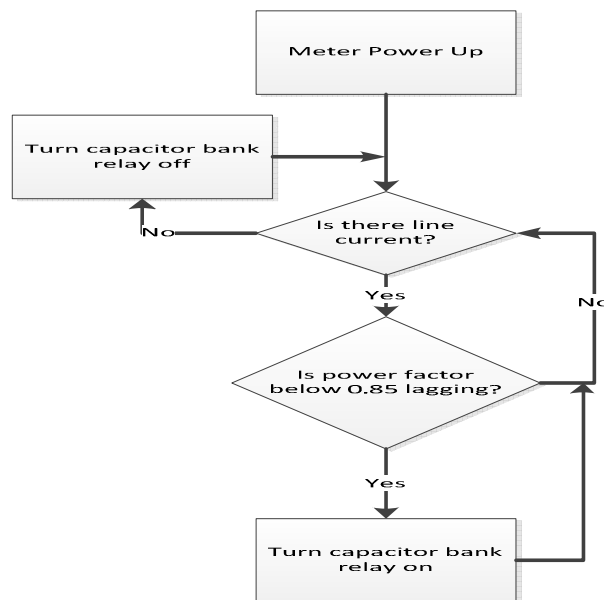 Meter Power Up
Turn capacitor bank
relay off
Is there line
current?
No
Yes
No
Is power factor
below 0.85 lagging?
Yes
Turn capacitor bank
relay on